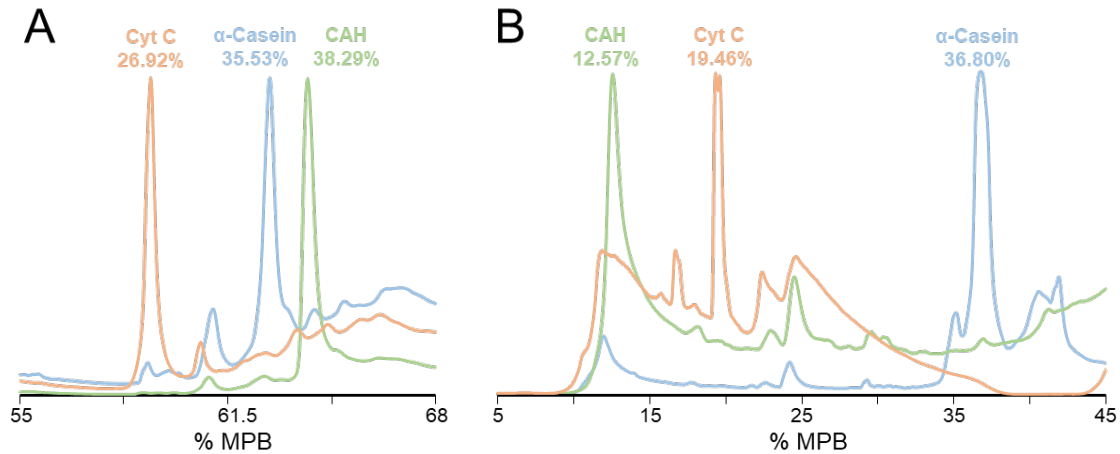 A
Cyt C
26.92%
α-Casein
35.53%
CAH
38.29%
55
61.5
68
% MPB
B
CAH
12.57%
Cyt C
19.46%
α-Casein
36.80%
5
15
25
35
45
% MPB